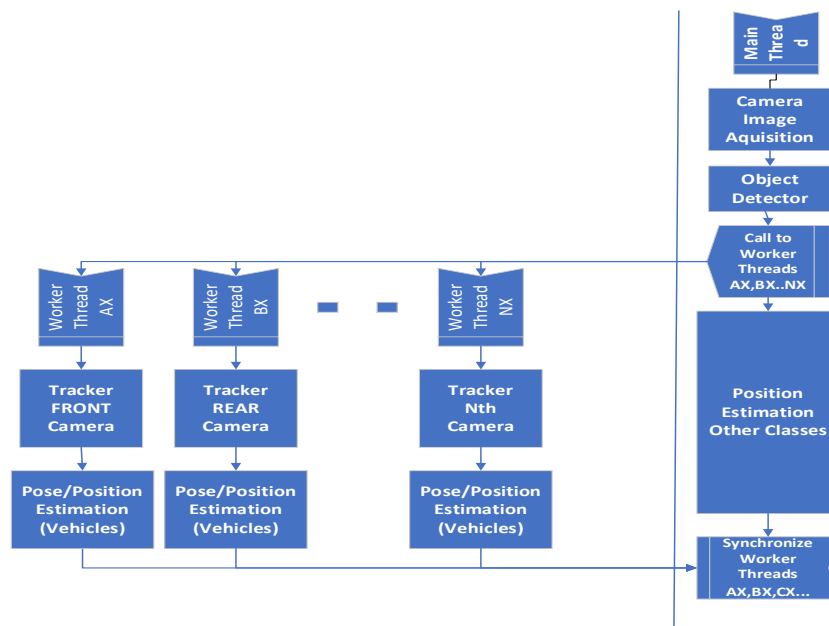 Main
Threa
d
Camera
Image
Aquisition
Object
Detector
Call to
Worker
Threads
AX,BX..NX
Worker
Thread
AX
Worker
Thread
BX
Worker
Thread
NX
Tracker
FRONT
Camera
Tracker
REAR
Camera
Tracker
Nth
Camera
Position
Estimation
Other Classes
Pose/Position
Estimation
(Vehicles)
Pose/Position
Estimation
(Vehicles)
Pose/Position
Estimation
(Vehicles)
Synchronize
Worker
Threads
AX,BX,CX...